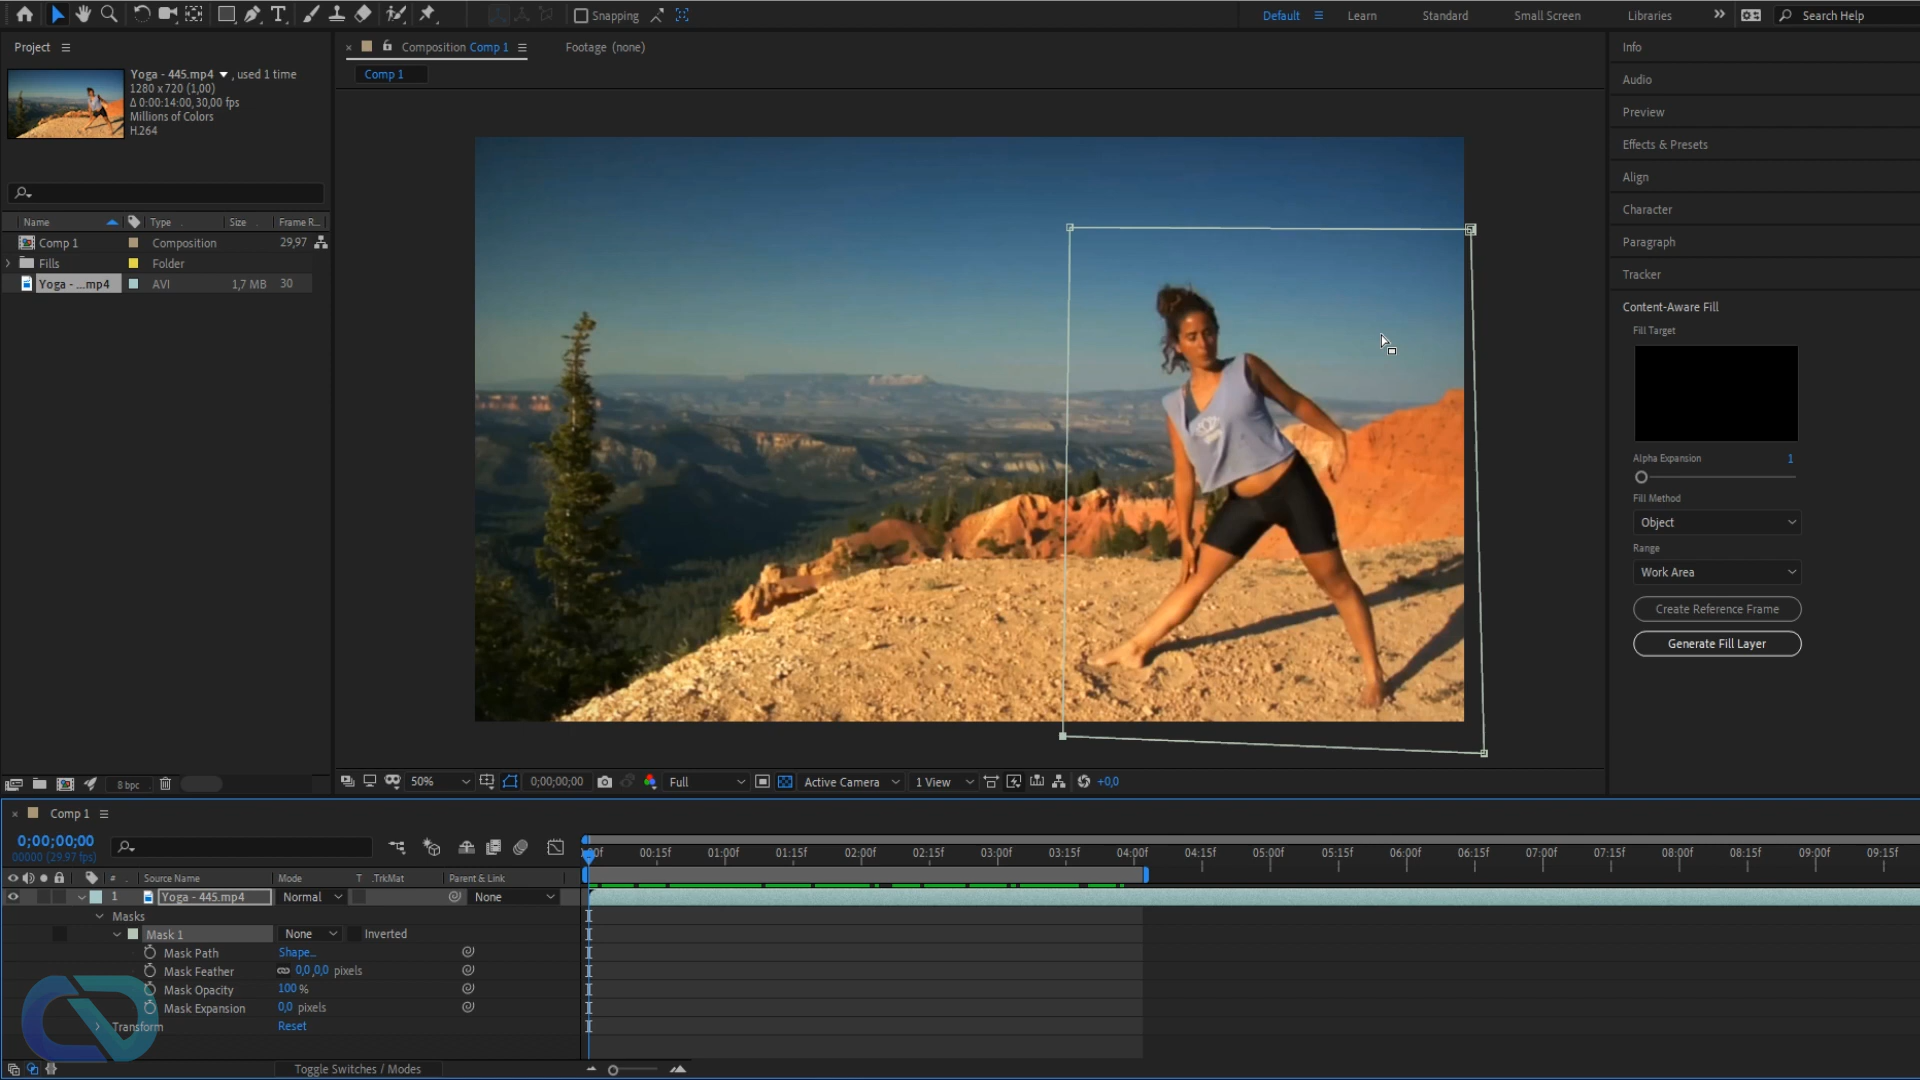 Snapping
Default
Learn
Standard
Small Screen
Libraries
Search Help
Project
Yoga - 445.mp4 , used 1 time
1280 x 720 (1,00)
Δ 0:00:14:00, 30,00 fps
Millions of Colors
H.264
Name Type Size Frame R...
Comp 1 Composition 29,97
Fills Folder
Yoga - ...mp4 AVI 1,7 MB 30
8 bpc
Composition Comp 1
Footage (none)
Comp 1
50%
0;00;00;00
Full
Active Camera
1 View
+0,0
Info
Audio
Preview
Effects & Presets
Align
Character
Paragraph
Tracker
Content-Aware Fill
Fill Target
Alpha Expansion 1
Fill Method
Object
Range
Work Area
Create Reference Frame
Generate Fill Layer
Comp 1
0;00;00;00
00000 (29.97 fps)
00:15f 01:00f 01:15f 02:00f 02:15f 03:00f 03:15f 04:00f 04:15f 05:00f 05:15f 06:00f 06:15f 07:00f 07:15f 08:00f 08:15f 09:00f 09:15f
# Source Name Mode T .TrkMat Parent & Link
1 Yoga - 445.mp4 Normal None
Masks
Mask 1 None Inverted
Mask Path Shape...
Mask Feather 0,0,0,0 pixels
Mask Opacity 100 %
Mask Expansion 0,0 pixels
Transform Reset
Toggle Switches / Modes